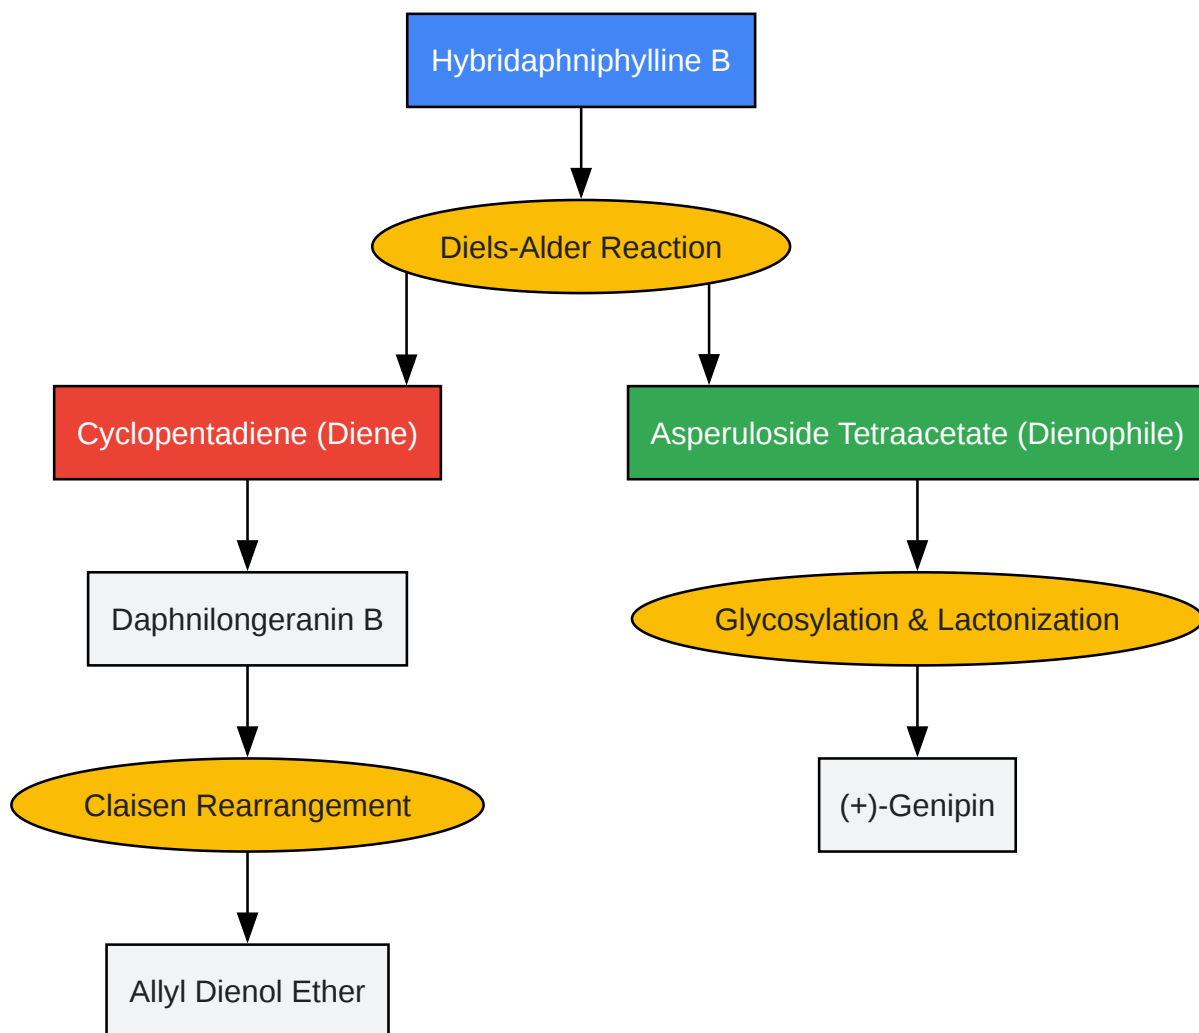 Hybridaphniphylline B
Diels-Alder Reaction
Cyclopentadiene (Diene)
Asperuloside Tetraacetate (Dienophile)
Daphnilongeranin B
Glycosylation & Lactonization
Claisen Rearrangement
(+)-Genipin
Allyl Dienol Ether